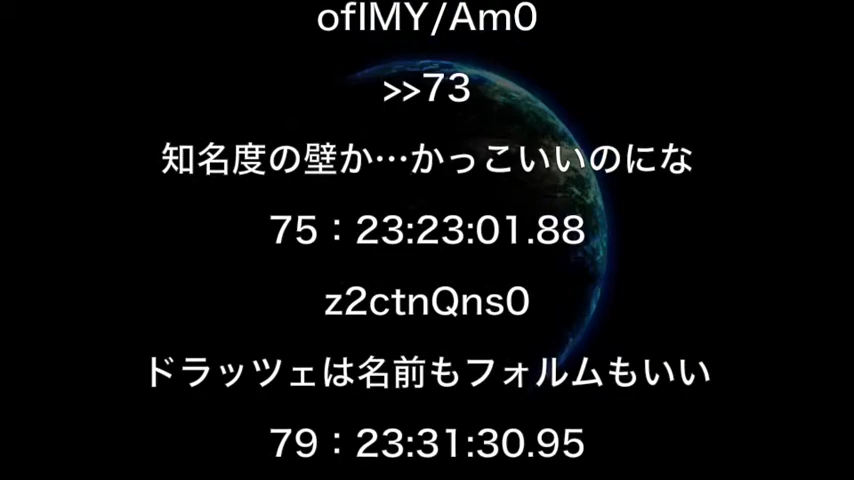 ofIMY/Am0
>>73
知名度の壁か…かっこいいのにな
75：23:23:01.88
z2ctnQns0
ドラッツェは名前もフォルムもいい
79：23:31:30.95